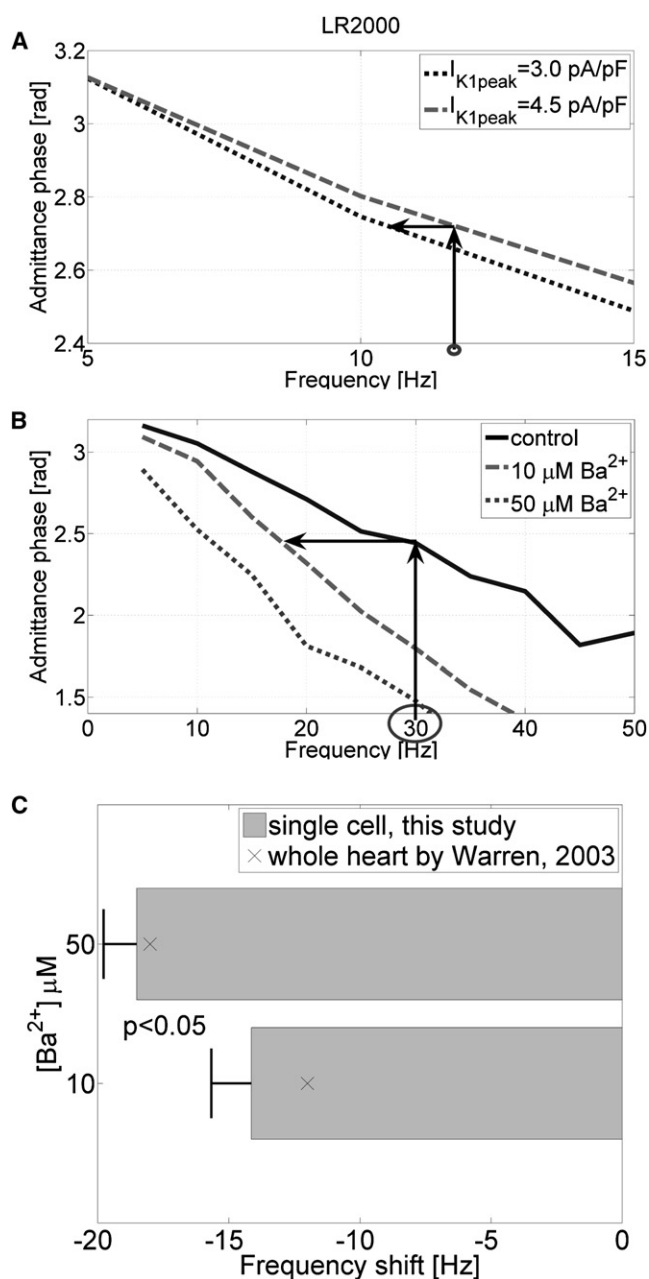 LR2000
A
3.2
3
2.8
2.6
2.4
Admittance phase [rad]
I K1peak=3.0 pA/pF
I K1peak=4.5 pA/pF
5
10
15
Frequency [Hz]
B
3
2.5
2
1.5
Admittance phase [rad]
control
10 μM Ba2+
50 μM Ba2+
0
10
20
30
40
50
Frequency [Hz]
C
single cell, this study
whole heart by Warren, 2003
[Ba2+] μM
50
p<0.05
10
-20
-15
-10
-5
0
Frequency shift [Hz]